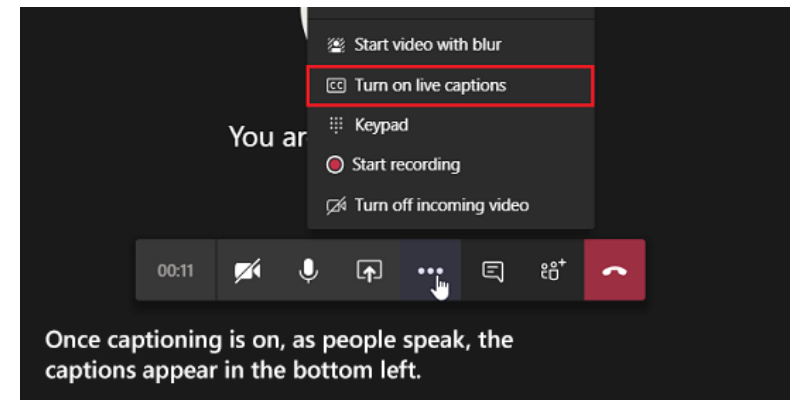 Start video with blur
CC Turn on live captions
You ar
Keypad
Start recording
Turn off incoming video
00:11
Once captioning is on, as people speak, the
captions appear in the bottom left.